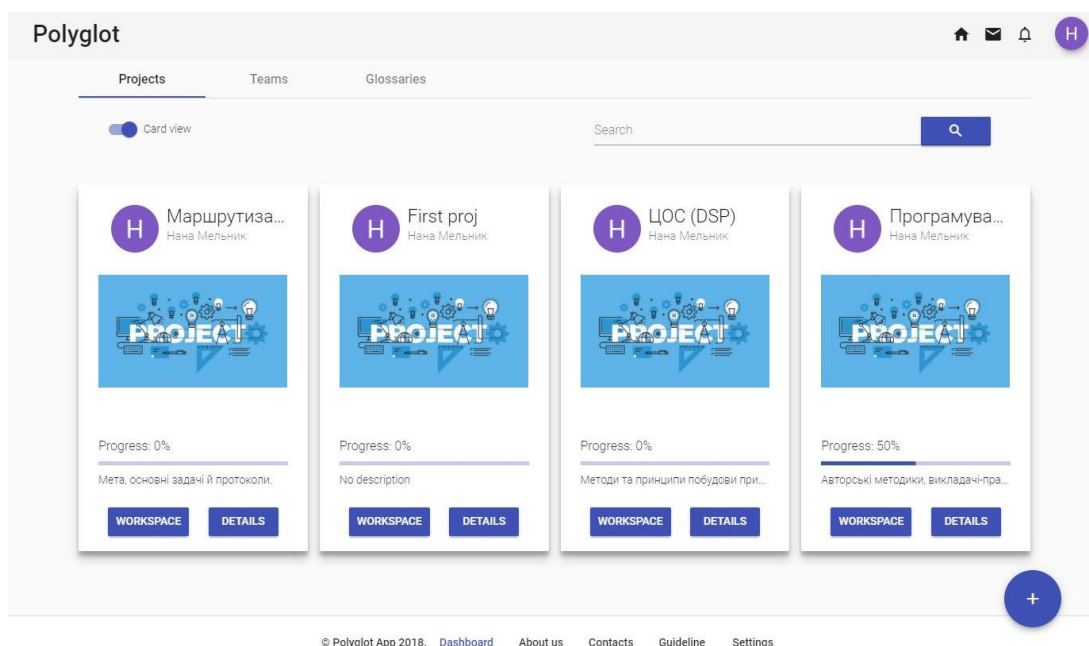 Polyglot
H
Projects Teams Glossaries
Card view
Search
H
Маршрутиза...
Нана Мельник
PROJECT
Progress: 0%
Мета, основні задачі й протоколи.
WORKSPACE DETAILS
H
First proj
Нана Мельник
PROJECT
Progress: 0%
No description
WORKSPACE DETAILS
H
ЦОС (DSP)
Нана Мельник
PROJECT
Progress: 0%
Методи та принципи побудови при...
WORKSPACE DETAILS
H
Програмува...
Нана Мельник
PROJECT
Progress: 50%
Авторські методики, викладачі-пра...
WORKSPACE DETAILS
+
© Polyglot App 2018. Dashboard About us Contacts Guideline Settings